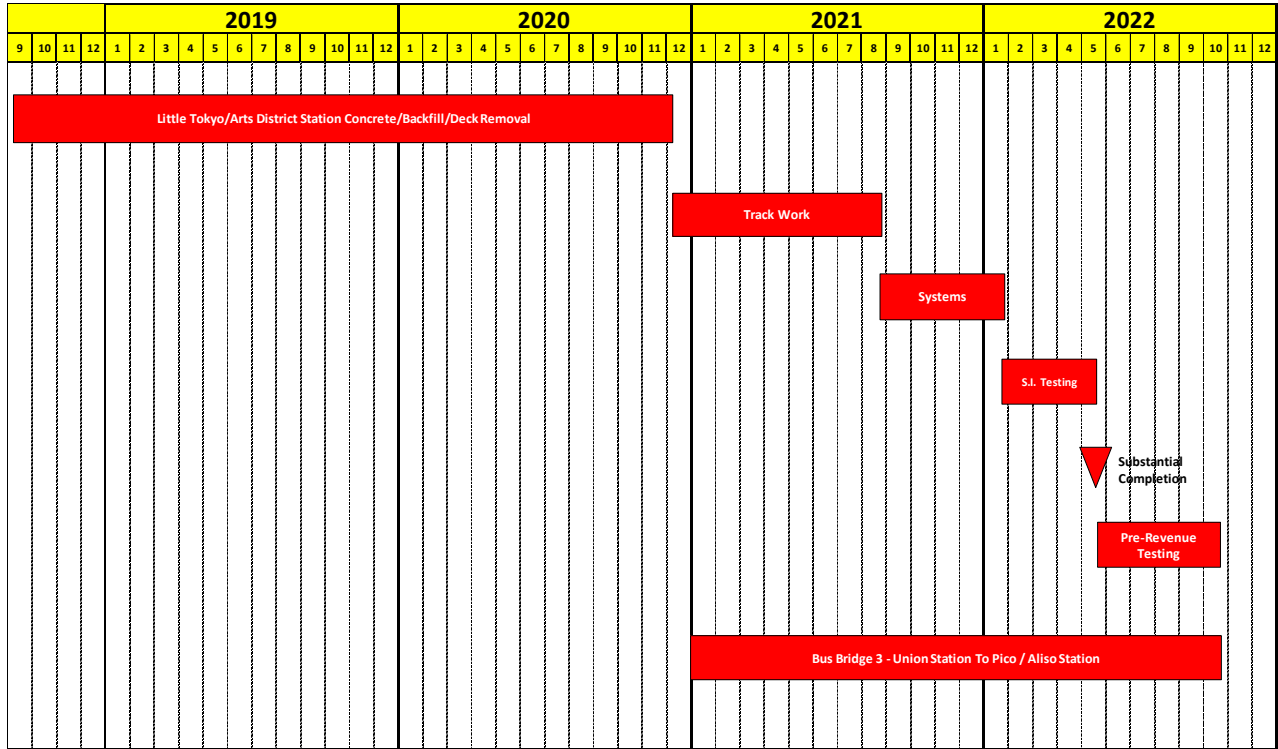 2019 2020 2021 2022
9 10 11 12 1 2 3 4 5 6 7 8 9 10 11 12 1 2 3 4 5 6 7 8 9 10 11 12 1 2 3 4 5 6 7 8 9 10 11 12 1 2 3 4 5 6 7 8 9 10 11 12
Little Tokyo/Arts District Station Concrete/Backfill/Deck Removal
Track Work
Systems
S.I. Testing
Substantial
Completion
Pre-Revenue
Testing
Bus Bridge 3 - Union Station To Pico / Aliso Station